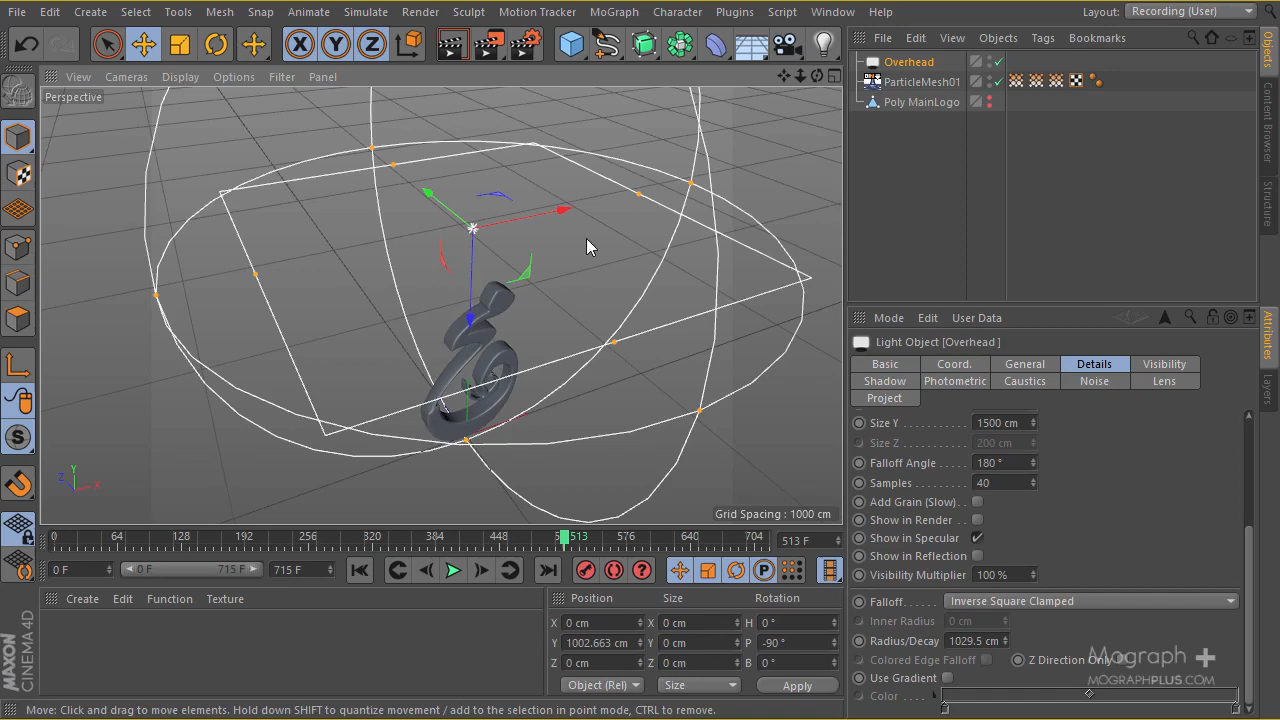 File Edit Create Selects Tools Mesh Snap Animate Simulate Render Sculpt Motion Tracker MoGraph Character Plugins Script Window Help Layout: Recording (User)
X Y Z
View Cameras Display Options Filter Panel
Perspective
Grid Spacing : 1000 cm
Y
Z X
S
File Edit View Objects Tags Bookmarks
Overhead
ParticleMesh01
Poly MainLogo
Objects
Content Browser
Structure
Mode Edit User Data
Light Object [Overhead ]
Basic Coord. General Details Visibility
Shadow Photometric Caustics Noise Lens
Project
Size Y 1500 cm
Size Z 200 cm
Falloff Angle 180 °
Samples 40
Add Grain (Slow)
Show in Render
Show in Specular
Show in Reflection
Visibility Multiplier 100 %
Falloff Inverse Square Clamped
Inner Radius 0 cm
Radius/Decay 1029.5 cm
Colored Edge Falloff Z Direction Only
Use Gradient
Color
Attributes
Layers
Mograph +
MOGRAPHPLUS.COM
0 64 128 192 256 320 384 448 513 576 640 704 513 F
0 F 0 F 715 F 715 F
P
Create Edit Function Texture
Position Size Rotation
X 0 cm X 0 cm H 0 °
Y 1002.663 cm Y 0 cm P -90 °
Z 0 cm Z 0 cm B 0 °
Object (Rel) Size Apply
MAXON CINEMA 4D
Move: Click and drag to move elements. Hold down SHIFT to quantize movement / add to the selection in point mode, CTRL to remove.